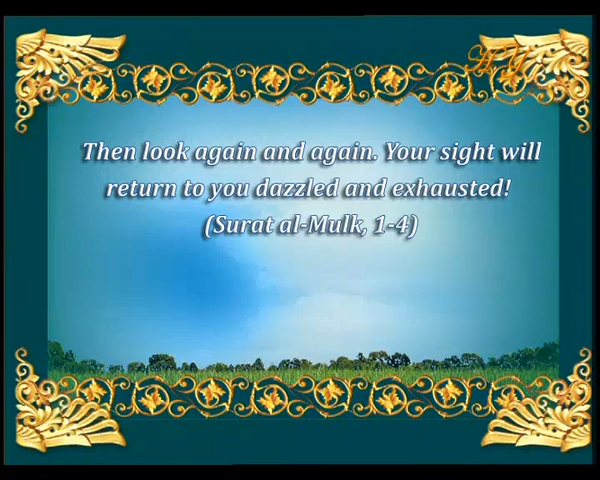 Then look again and again. Your sight will
return to you dazzled and exhausted!
(Surat al-Mulk, 1-4)
HY